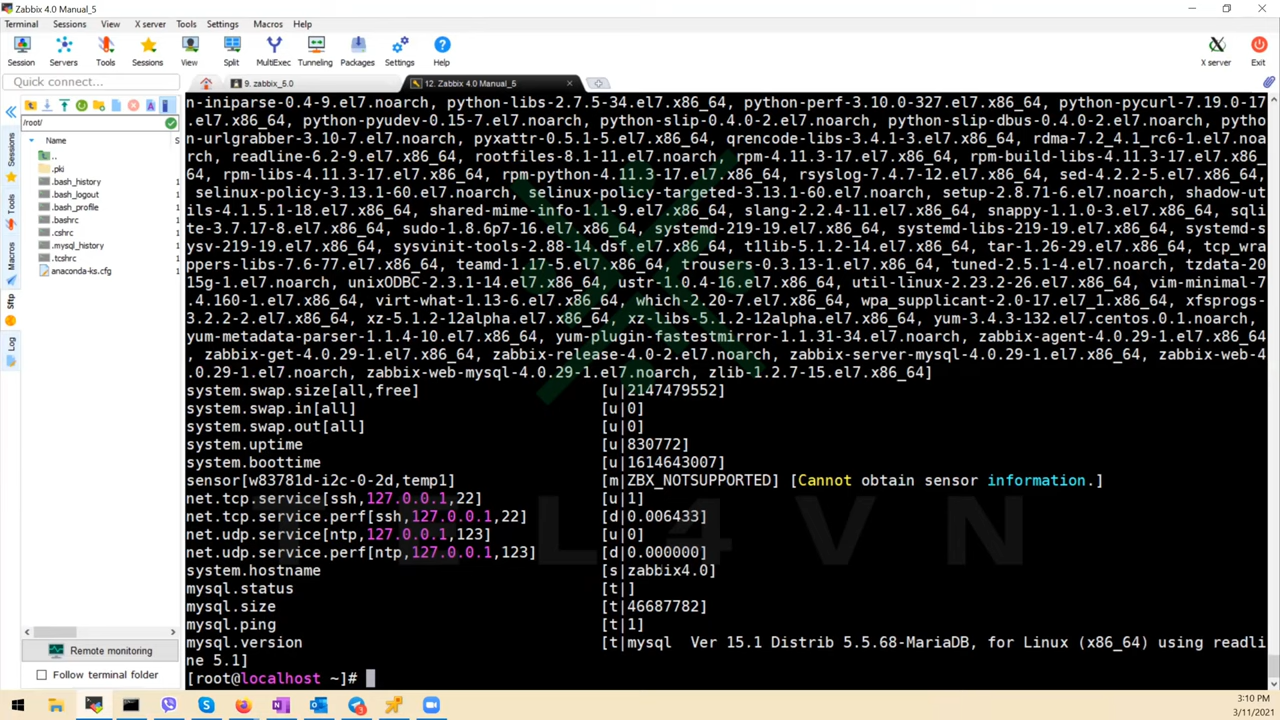 Zabbix 4.0 Manual_5
Terminal Sessions View X server Tools Settings Macros Help
Session Servers Tools Sessions View Split MultiExec Tunneling Packages Settings Help X server Exit
Quick connect...
9. zabbix_5.0
12. Zabbix 4.0 Manual_5
/root/
Name S
..
.pki
.bash_history 1
.bash_logout 1
.bash_profile 1
.bashrc 1
.cshrc 1
.mysql_history 1
.tcshrc 1
anaconda-ks.cfg 1
Sessions
Tools
Macros
Sftp
Log
Remote monitoring
Follow terminal folder
n-iniparse-0.4-9.el7.noarch, python-libs-2.7.5-34.el7.x86_64, python-perf-3.10.0-327.el7.x86_64, python-pycurl-7.19.0-17
.el7.x86_64, python-pyudev-0.15-7.el7.noarch, python-slip-0.4.0-2.el7.noarch, python-slip-dbus-0.4.0-2.el7.noarch, pytho
n-urlgrabber-3.10-7.el7.noarch, pyxattr-0.5.1-5.el7.x86_64, qrencode-libs-3.4.1-3.el7.x86_64, rdma-7.2_4.1_rc6-1.el7.noa
rch, readline-6.2-9.el7.x86_64, rootfiles-8.1-11.el7.noarch, rpm-4.11.3-17.el7.x86_64, rpm-build-libs-4.11.3-17.el7.x86_
64, rpm-libs-4.11.3-17.el7.x86_64, rpm-python-4.11.3-17.el7.x86_64, rsyslog-7.4.7-12.el7.x86_64, sed-4.2.2-5.el7.x86_64,
selinux-policy-3.13.1-60.el7.noarch, selinux-policy-targeted-3.13.1-60.el7.noarch, setup-2.8.71-6.el7.noarch, shadow-ut
ils-4.1.5.1-18.el7.x86_64, shared-mime-info-1.1-9.el7.x86_64, slang-2.2.4-11.el7.x86_64, snappy-1.1.0-3.el7.x86_64, sqli
te-3.7.17-8.el7.x86_64, sudo-1.8.6p7-16.el7.x86_64, systemd-219-19.el7.x86_64, systemd-libs-219-19.el7.x86_64, systemd-s
ysv-219-19.el7.x86_64, sysvinit-tools-2.88-14.dsf.el7.x86_64, t1lib-5.1.2-14.el7.x86_64, tar-1.26-29.el7.x86_64, tcp_wra
ppers-libs-7.6-77.el7.x86_64, teamd-1.17-5.el7.x86_64, trousers-0.3.13-1.el7.x86_64, tuned-2.5.1-4.el7.noarch, tzdata-20
15g-1.el7.noarch, unixODBC-2.3.1-14.el7.x86_64, ustr-1.0.4-16.el7.x86_64, util-linux-2.23.2-26.el7.x86_64, vim-minimal-7
.4.160-1.el7.x86_64, virt-what-1.13-6.el7.x86_64, which-2.20-7.el7.x86_64, wpa_supplicant-2.0-17.el7_1.x86_64, xfsprogs-
3.2.2-2.el7.x86_64, xz-5.1.2-12alpha.el7.x86_64, xz-libs-5.1.2-12alpha.el7.x86_64, yum-3.4.3-132.el7.centos.0.1.noarch,
yum-metadata-parser-1.1.4-10.el7.x86_64, yum-plugin-fastestmirror-1.1.31-34.el7.noarch, zabbix-agent-4.0.29-1.el7.x86_64
, zabbix-get-4.0.29-1.el7.x86_64, zabbix-release-4.0-2.el7.noarch, zabbix-server-mysql-4.0.29-1.el7.x86_64, zabbix-web-4
.0.29-1.el7.noarch, zabbix-web-mysql-4.0.29-1.el7.noarch, zlib-1.2.7-15.el7.x86_64]
system.swap.size[all,free] [u|2147479552]
system.swap.in[all] [u|0]
system.swap.out[all] [u|0]
system.uptime [u|830772]
system.boottime [u|1614643007]
sensor[w83781d-i2c-0-2d,temp1] [m|ZBX_NOTSUPPORTED] [Cannot obtain sensor information.]
net.tcp.service[ssh,127.0.0.1,22] [u|1]
net.tcp.service.perf[ssh,127.0.0.1,22] [d|0.006433]
net.udp.service[ntp,127.0.0.1,123] [u|0]
net.udp.service.perf[ntp,127.0.0.1,123] [d|0.000000]
system.hostname [s|zabbix4.0]
mysql.status [t|]
mysql.size [t|46687782]
mysql.ping [t|1]
mysql.version [t|mysql Ver 15.1 Distrib 5.5.68-MariaDB, for Linux (x86_64) using readli
ne 5.1]
[root@localhost ~]#
3:10 PM
3/11/2021